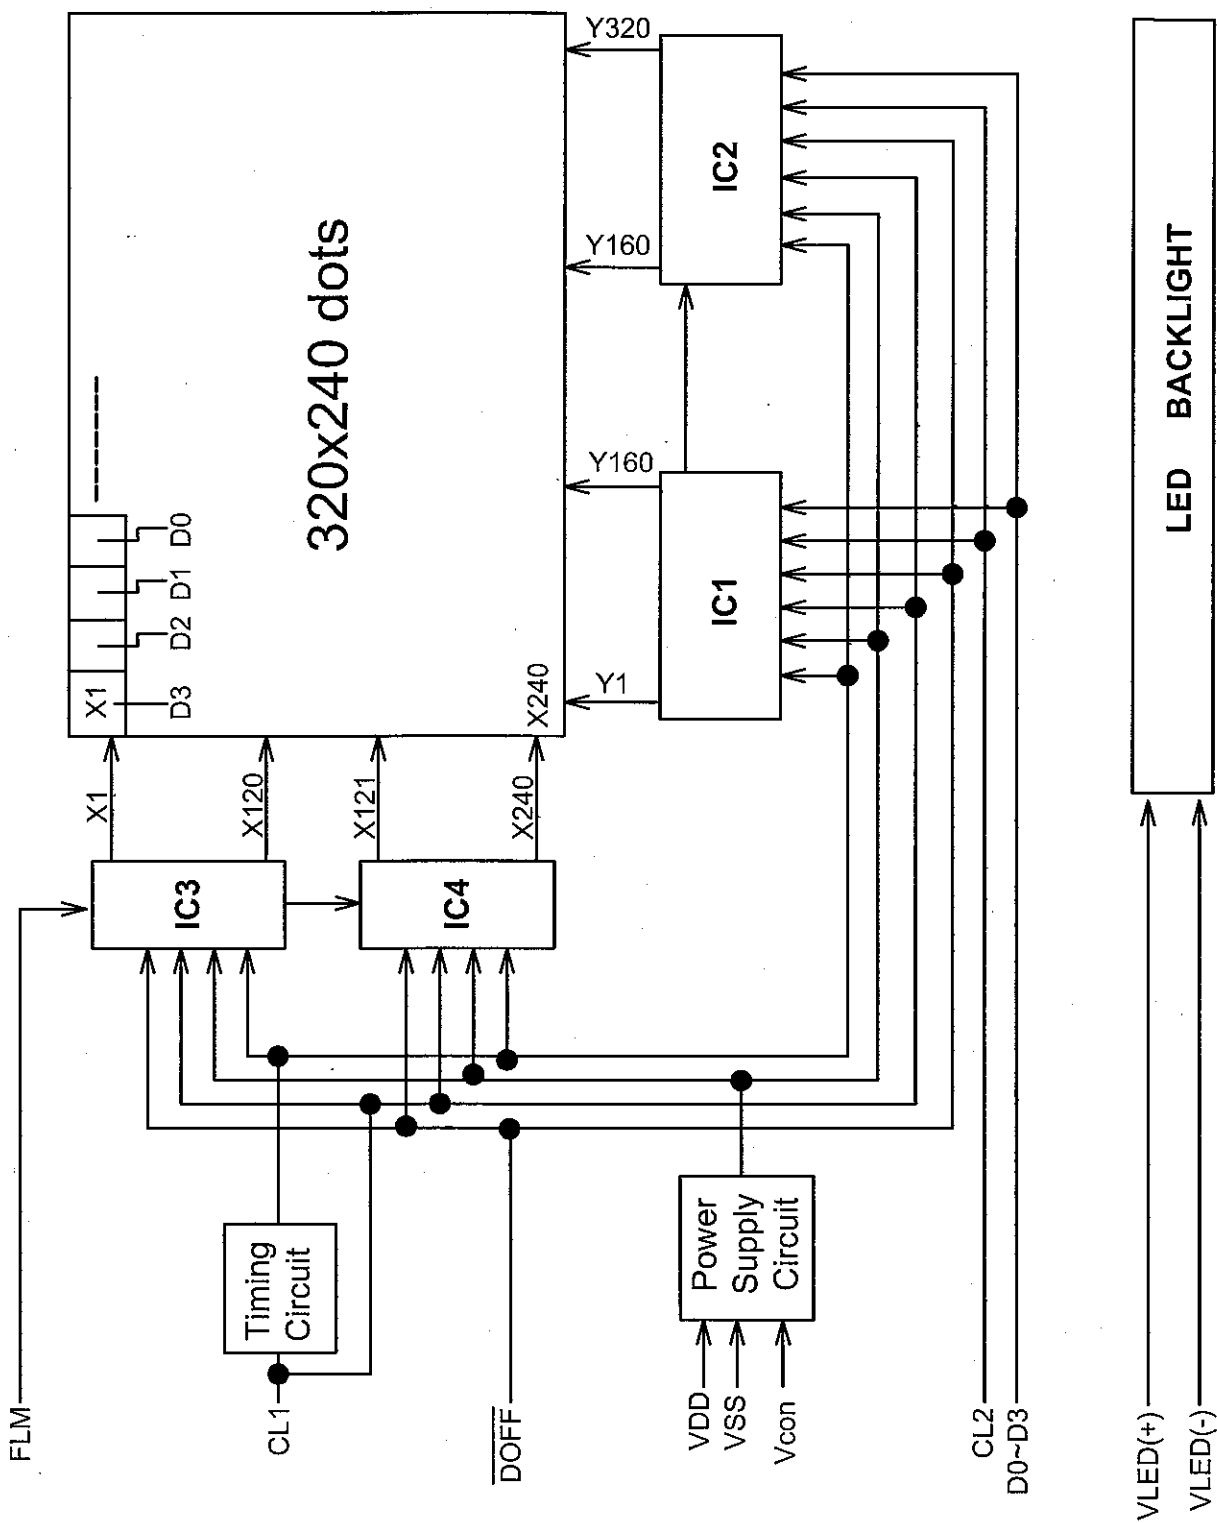 FLM
CL1
DOFF
VDD
VSS
Vcon
CL2
D0~D3
VLED(+)
VLED(-)
Timing
Circuit
Power
Supply
Circuit
IC3
IC4
X1
X120
X121
X240
X1
D3
D2
D1
D0
X240
320x240 dots
Y1
Y160
Y160
Y320
IC1
IC2
LED BACKLIGHT